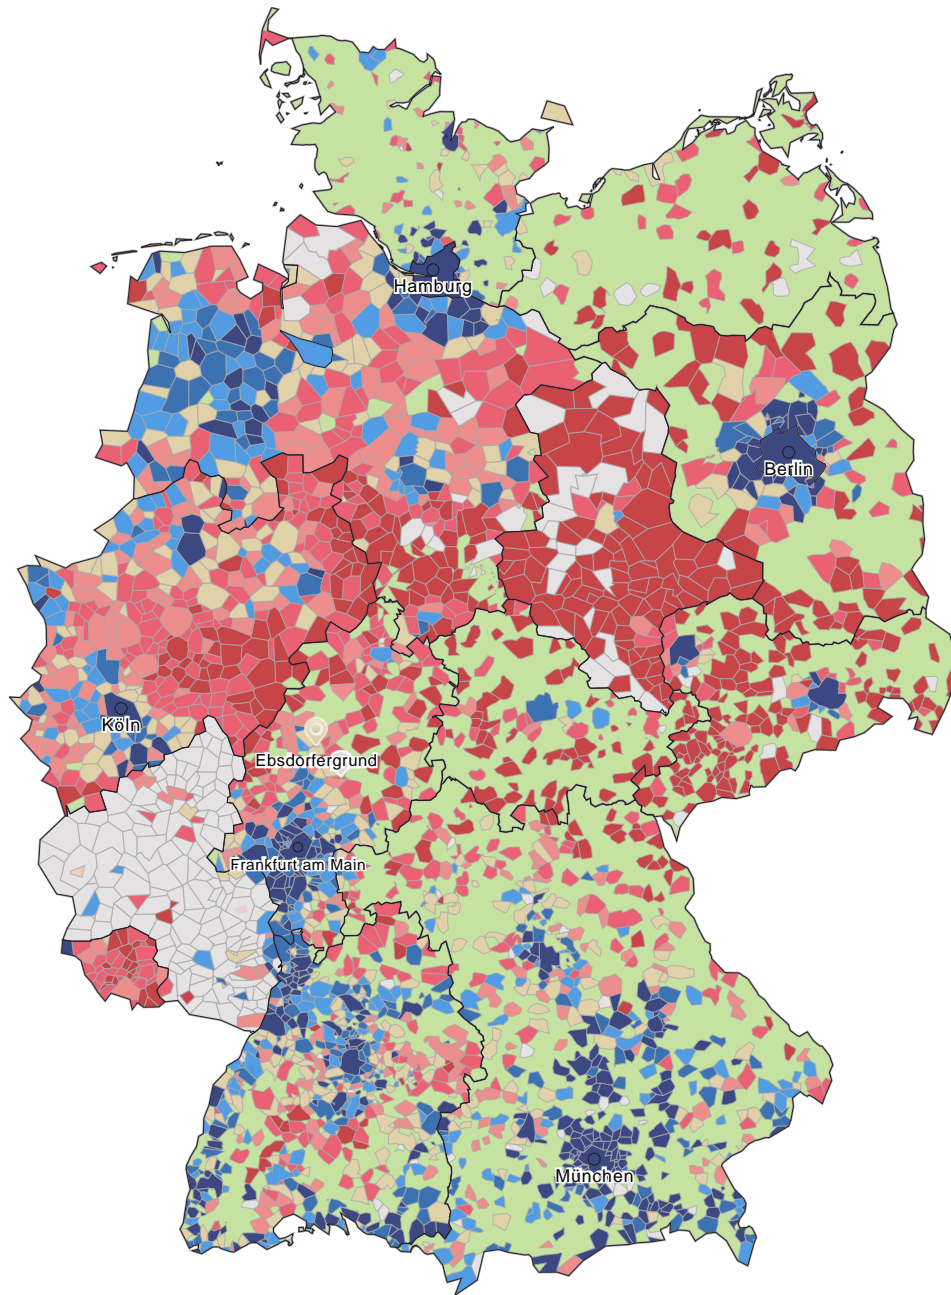 Hamburg
Berlin
Köln
Ebsdorfergrund
Frankfurt am Main
München